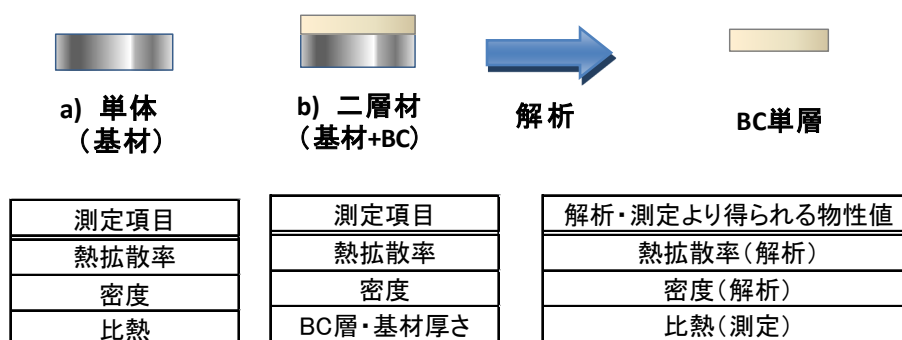 a) 単体
(基材)
b) 二層材
(基材+BC)
解析
BC単層
測定項目
熱拡散率
密度
比熱
測定項目
熱拡散率
密度
BC層・基材厚さ
解析・測定より得られる物性値
熱拡散率(解析)
密度(解析)
比熱(測定)